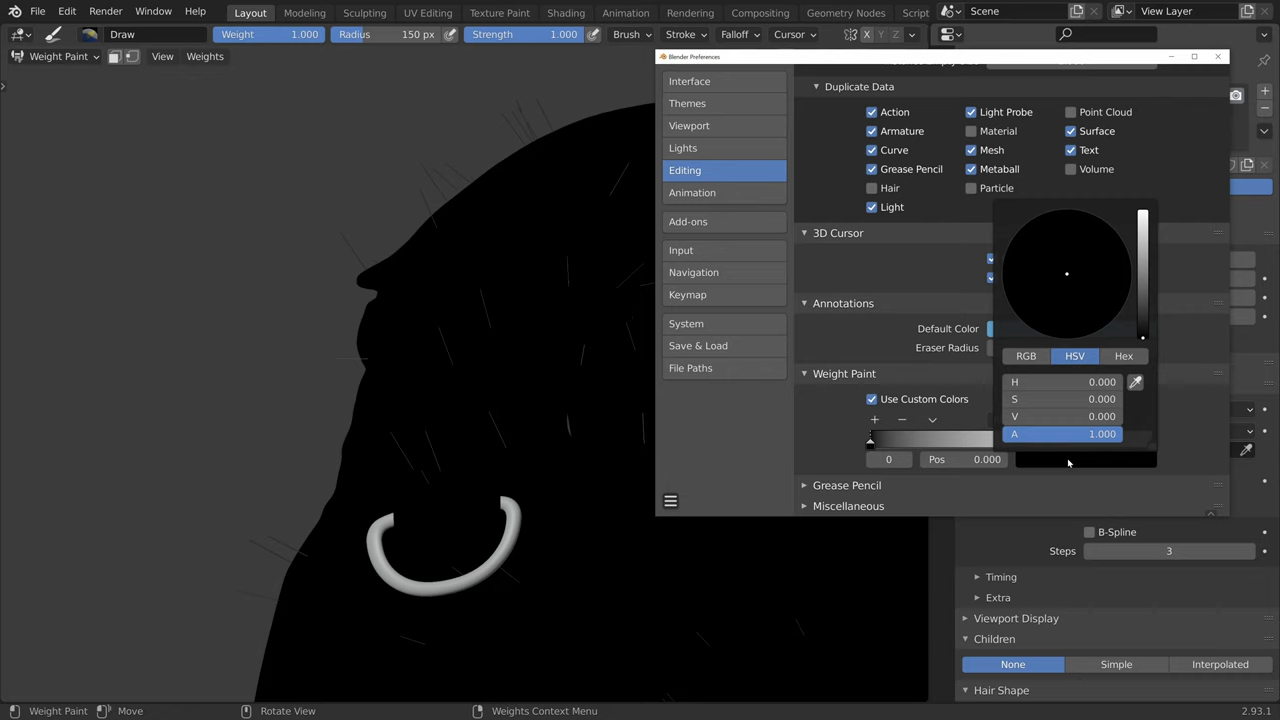 File Edit Render Window Help Layout Modeling Sculpting UV Editing Texture Paint Shading Animation Rendering Compositing Geometry Nodes Script Scene View Layer
Draw Weight 1.000 Radius 150 px Strength 1.000 Brush Stroke Falloff Cursor X Y Z
Weight Paint View Weights
Blender Preferences
Interface
Themes
Viewport
Lights
Editing
Animation
Add-ons
Input
Navigation
Keymap
System
Save & Load
File Paths
Duplicate Data
Action Light Probe Point Cloud
Armature Material Surface
Curve Mesh Text
Grease Pencil Metaball Volume
Hair Particle
Light
3D Cursor
Annotations
Default Color
Eraser Radius
RGB HSV Hex
Weight Paint
H 0.000
Use Custom Colors
S 0.000
V 0.000
A 1.000
0 Pos 0.000
Grease Pencil
Miscellaneous
B-Spline
Steps 3
Timing
Extra
Viewport Display
Children
None Simple Interpolated
Hair Shape
Weight Paint Move Rotate View Weights Context Menu 2.93.1